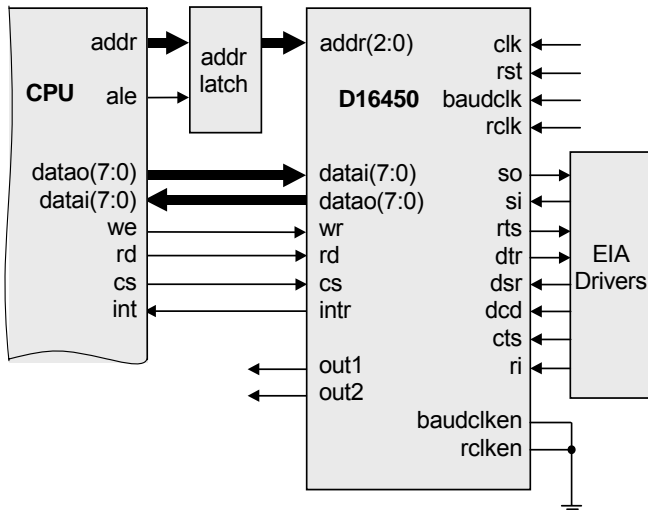 addr
CPU
ale
datao(7:0)
datai(7:0)
we
rd
cs
int
addr
latch
addr(2:0)
D16450
datai(7:0)
datao(7:0)
wr
rd
cs
intr
out1
out2
clk
rst
baudclk
rclk
so
si
rts
dtr
dsr
dcd
cts
ri
baudclken
rclken
EIA
Drivers